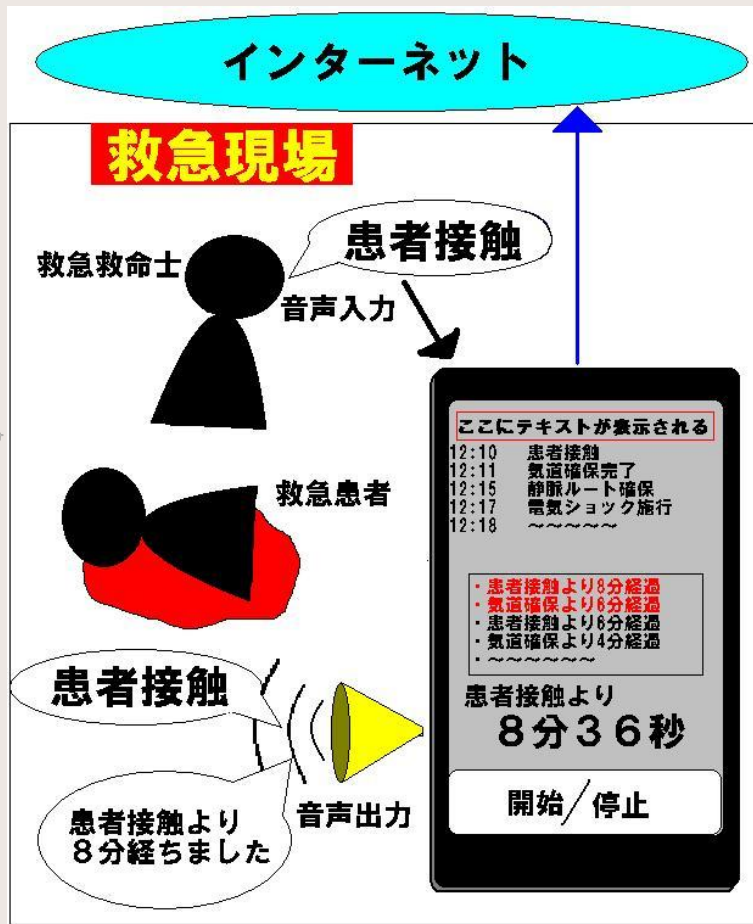 インターネット
救急現場
患者接触
救急救命士
音声入力
ここにテキストが表示される
12:10 患者接触
12:11 気道確保完了
12:15 静脈ルート確保
12:17 電気ショック施行
12:18 ～～～～～
救急患者
・患者接触より8分経過
・気道確保より6分経過
・患者接触より6分経過
・気道確保より4分経過
・～～～～～～
患者接触
患者接触より
８分３６秒
音声出力
患者接触より
８分経ちました
開始/停止